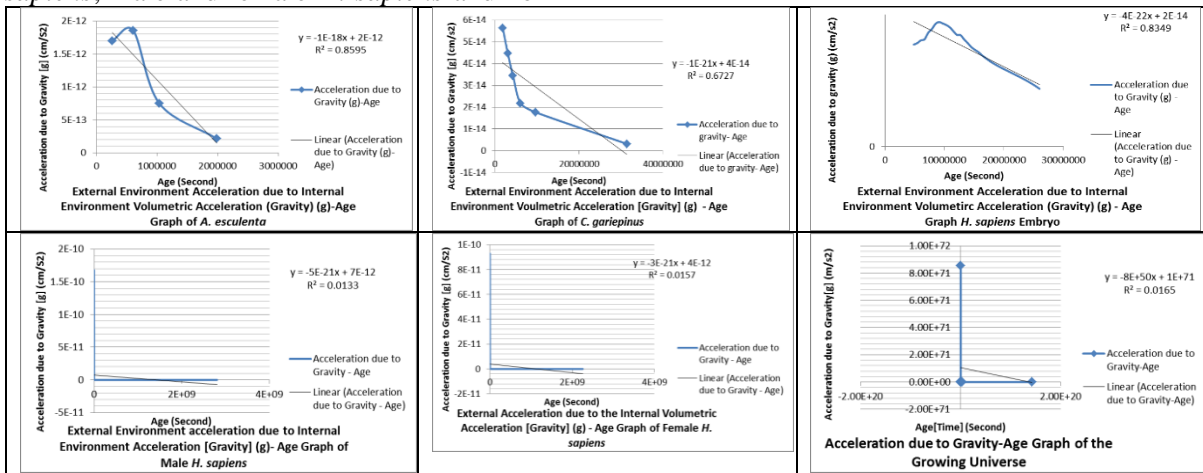 2E-12
1.5E-12
1E-12
5E-13
0
0 10000000 20000000 30000000
Acceleration due to Gravity [g] (cm/S2)
y = -1E-18x + 2E-12
R² = 0.8595
Acceleration due to
Gravity (g)-Age
Linear (Acceleration
due to Gravity (g)-
Age)
Age (Second)
External Environment Acceleration due to Internal
Environment Volumetric Acceleration (Gravity) (g)-Age
Graph of A. esculenta
6E-14
5E-14
4E-14
3E-14
2E-14
1E-14
0
-1E-14
0 20000000 40000000
Acceleration due to Gravity [g] (cm/S2)
y = -1E-21x + 4E-14
R² = 0.6727
Acceleration due to
gravity- Age
Linear (Acceleration
due to gravity- Age)
Age (Second)
External Environment Acceleration due to Internal
Environment Voulmetric Acceleration [Gravity] (g) - Age
Graph of C. gariepinus
0
0 10000000 20000000 30000000
Acceleration due to gravity (g) (cm/S2)
y = -4E-22x + 2E-14
R² = 0.8349
Acceleration due
to Gravity (g) -
Age
Linear
(Acceleration due
to Gravity (g) -
Age)
Age (Second)
External Environment Acceleration due to Internal
Environment Volumetirc Acceleration (Gravity) (g) - Age
Graph H. sapiens Embryo
2E-10
1.5E-10
1E-10
5E-11
0
-5E-11
0 2E+09 4E+09
Acceleration due to Gravity [g] (cm/S2)
y = -5E-21x + 7E-12
R² = 0.0133
Acceleration due to
Gravity - Age
Linear (Acceleration
due to Gravity - Age)
Age (Second)
External Environment acceleration due to Internal
Environment Acceleration [Gravity] (g)- Age Graph of
Male H. sapiens
1E-10
8E-11
6E-11
4E-11
2E-11
0
-2E-11
0 2E+09 4E+09
Acceleration due to Gravity [g] (cm/S2)
y = -3E-21x + 4E-12
R² = 0.0157
Acceleration due to
Gravity - Age
Linear (Acceleration
due to Gravity - Age)
Age (Second)
External Acceleration due to the Internal Volumetric
Acceleration [Gravity] (g) - Age Graph of Female H.
sapiens
1.00E+72
8.00E+71
6.00E+71
4.00E+71
2.00E+71
0.00E+00
-2.00E+71
-2.00E+20 0.00E+00 2.00E+20
Acceleration due to Gravity[g] (m/s2)
y = -8E+50x + 1E+71
R² = 0.0165
Acceleration due to
Gravity-Age
Linear (Acceleration
due to Gravity-Age)
Age[Time] (Second)
Acceleration due to Gravity-Age Graph of the
Growing Universe